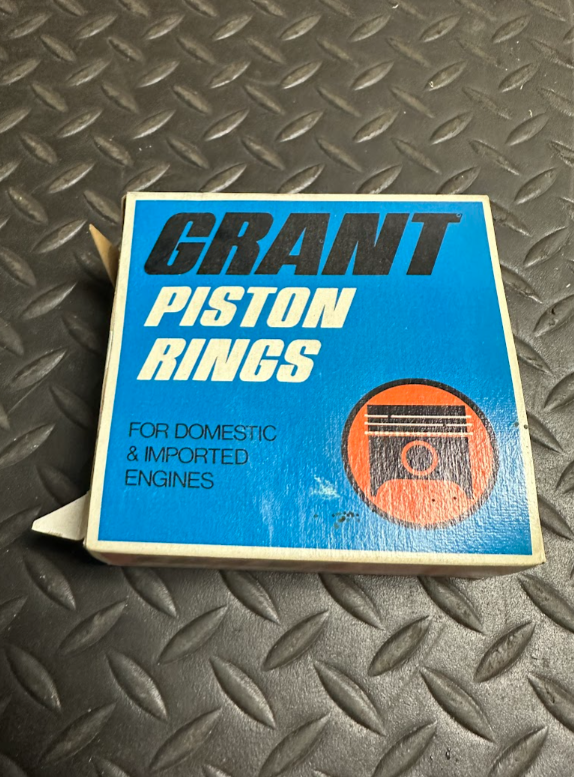 GRANT
PISTON
RINGS
FOR DOMESTIC
& IMPORTED
ENGINES